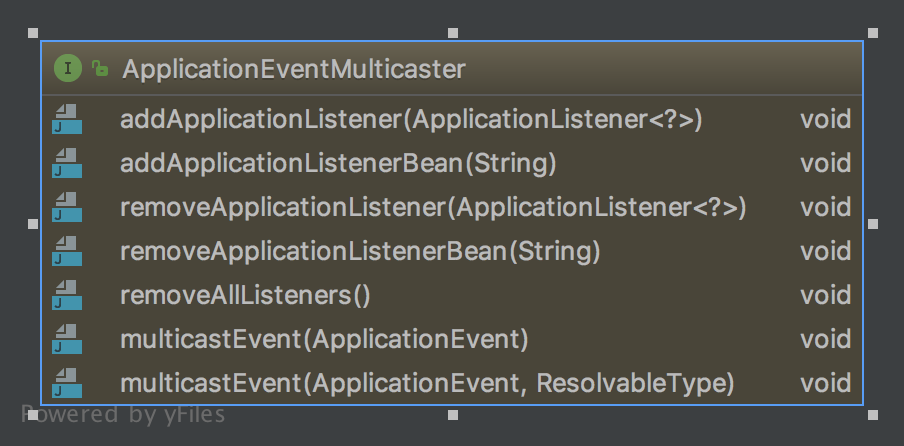 I ApplicationEventMulticaster
J addApplicationListener(ApplicationListener<?>) void
J addApplicationListenerBean(String) void
J removeApplicationListener(ApplicationListener<?>) void
J removeApplicationListenerBean(String) void
J removeAllListeners() void
J multicastEvent(ApplicationEvent) void
J multicastEvent(ApplicationEvent, ResolvableType) void
Powered by yFiles